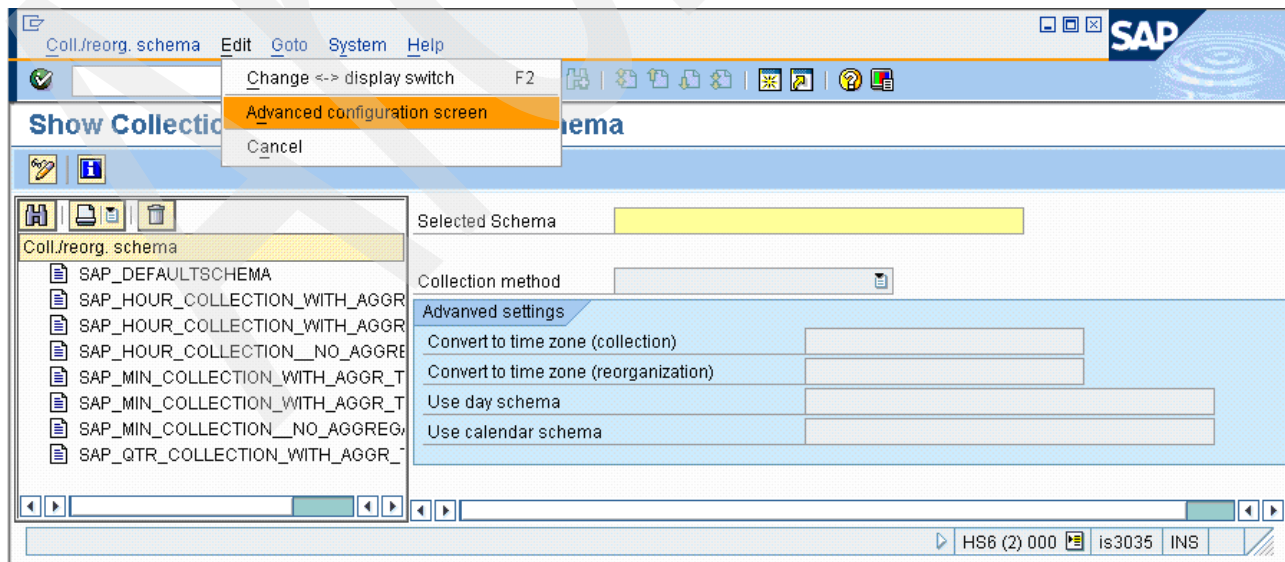 SAP
Coll./reorg. schema Edit Goto System Help
Change <-> display switch F2
Advanced configuration screen
Cancel
Show Collectio hema
Selected Schema
Coll./reorg. schema
SAP_DEFAULTSCHEMA
SAP_HOUR_COLLECTION_WITH_AGGR
SAP_HOUR_COLLECTION_WITH_AGGR
SAP_HOUR_COLLECTION__NO_AGGRE
SAP_MIN_COLLECTION_WITH_AGGR_T
SAP_MIN_COLLECTION_WITH_AGGR_T
SAP_MIN_COLLECTION__NO_AGGREGA
SAP_QTR_COLLECTION_WITH_AGGR_T
Collection method
Advanved settings
Convert to time zone (collection)
Convert to time zone (reorganization)
Use day schema
Use calendar schema
HS6 (2) 000 is3035 INS